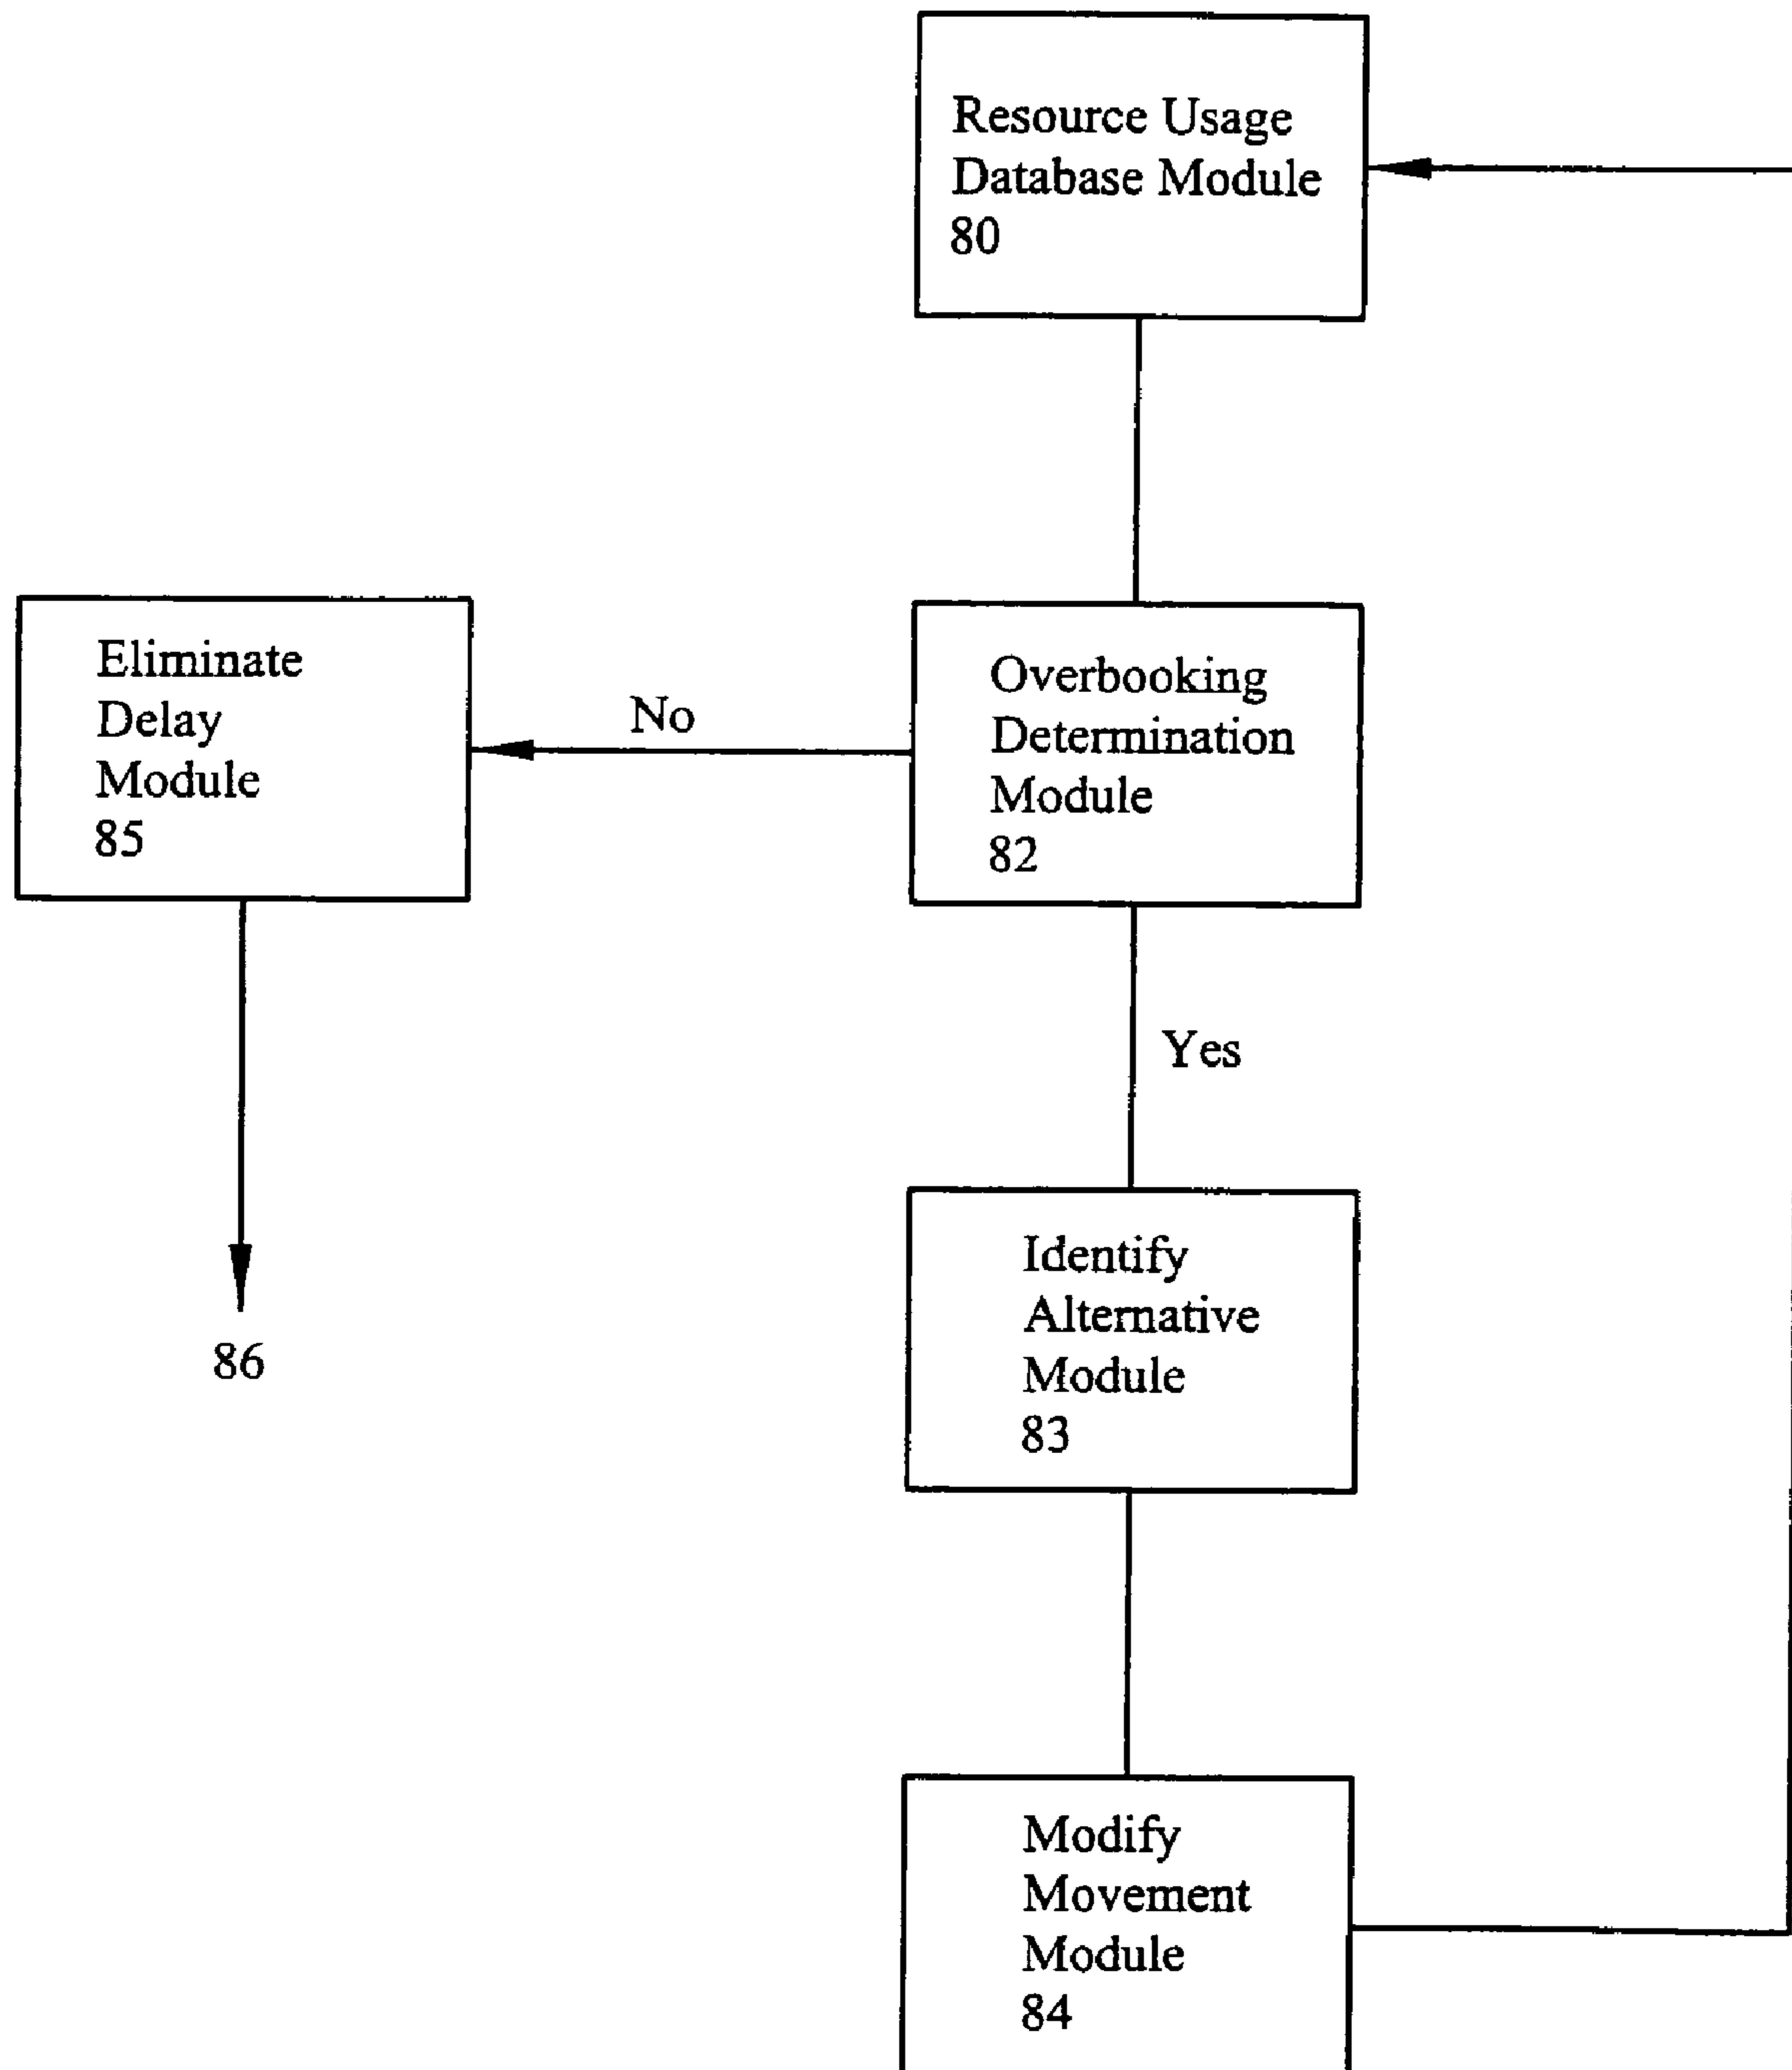 Resource Usage
Database Module
80
Eliminate
Delay
Module
85
No
Overbooking
Determination
Module
82
Yes
Identify
Alternative
Module
83
86
Modify
Movement
Module
84